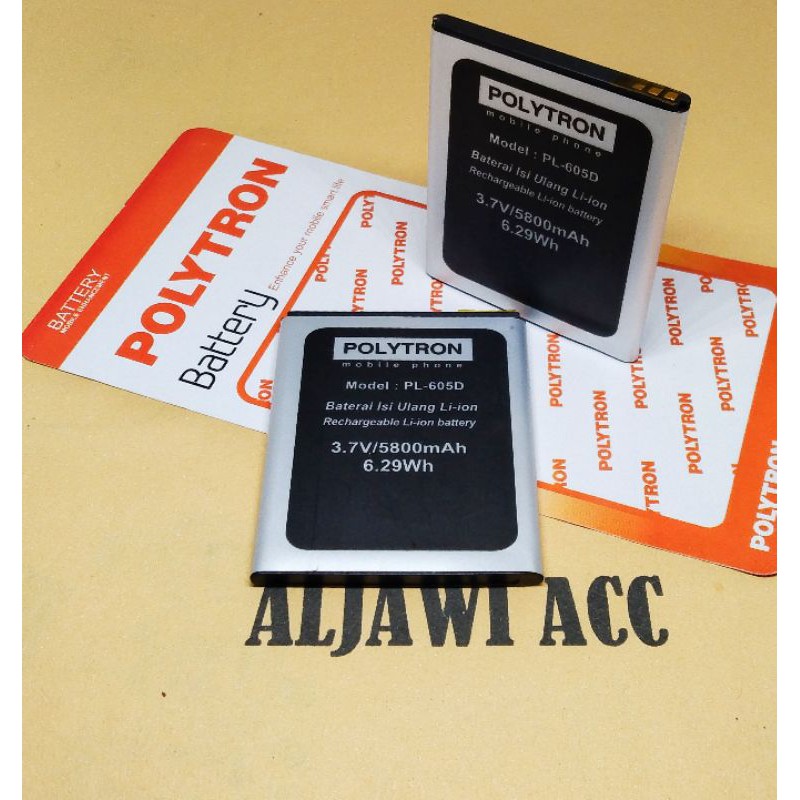 POLYTRON
mobile phone
Model : PL-605D
Baterai Isi Ulang Li-ion
Rechargeable Li-ion battery
3.7V/5800mAh
6.29Wh
BATTERY
MOBILE ENHANCEMENT
POLYTRON
Battery
Enhance your mobile smart life
POLYTRON
mobile phone
Model : PL-605D
Baterai Isi Ulang Li-ion
Rechargeable Li-ion battery
3.7V/5800mAh
6.29Wh
POLYTRON
POLYTRON
POLYTRON
ALJAWI ACC